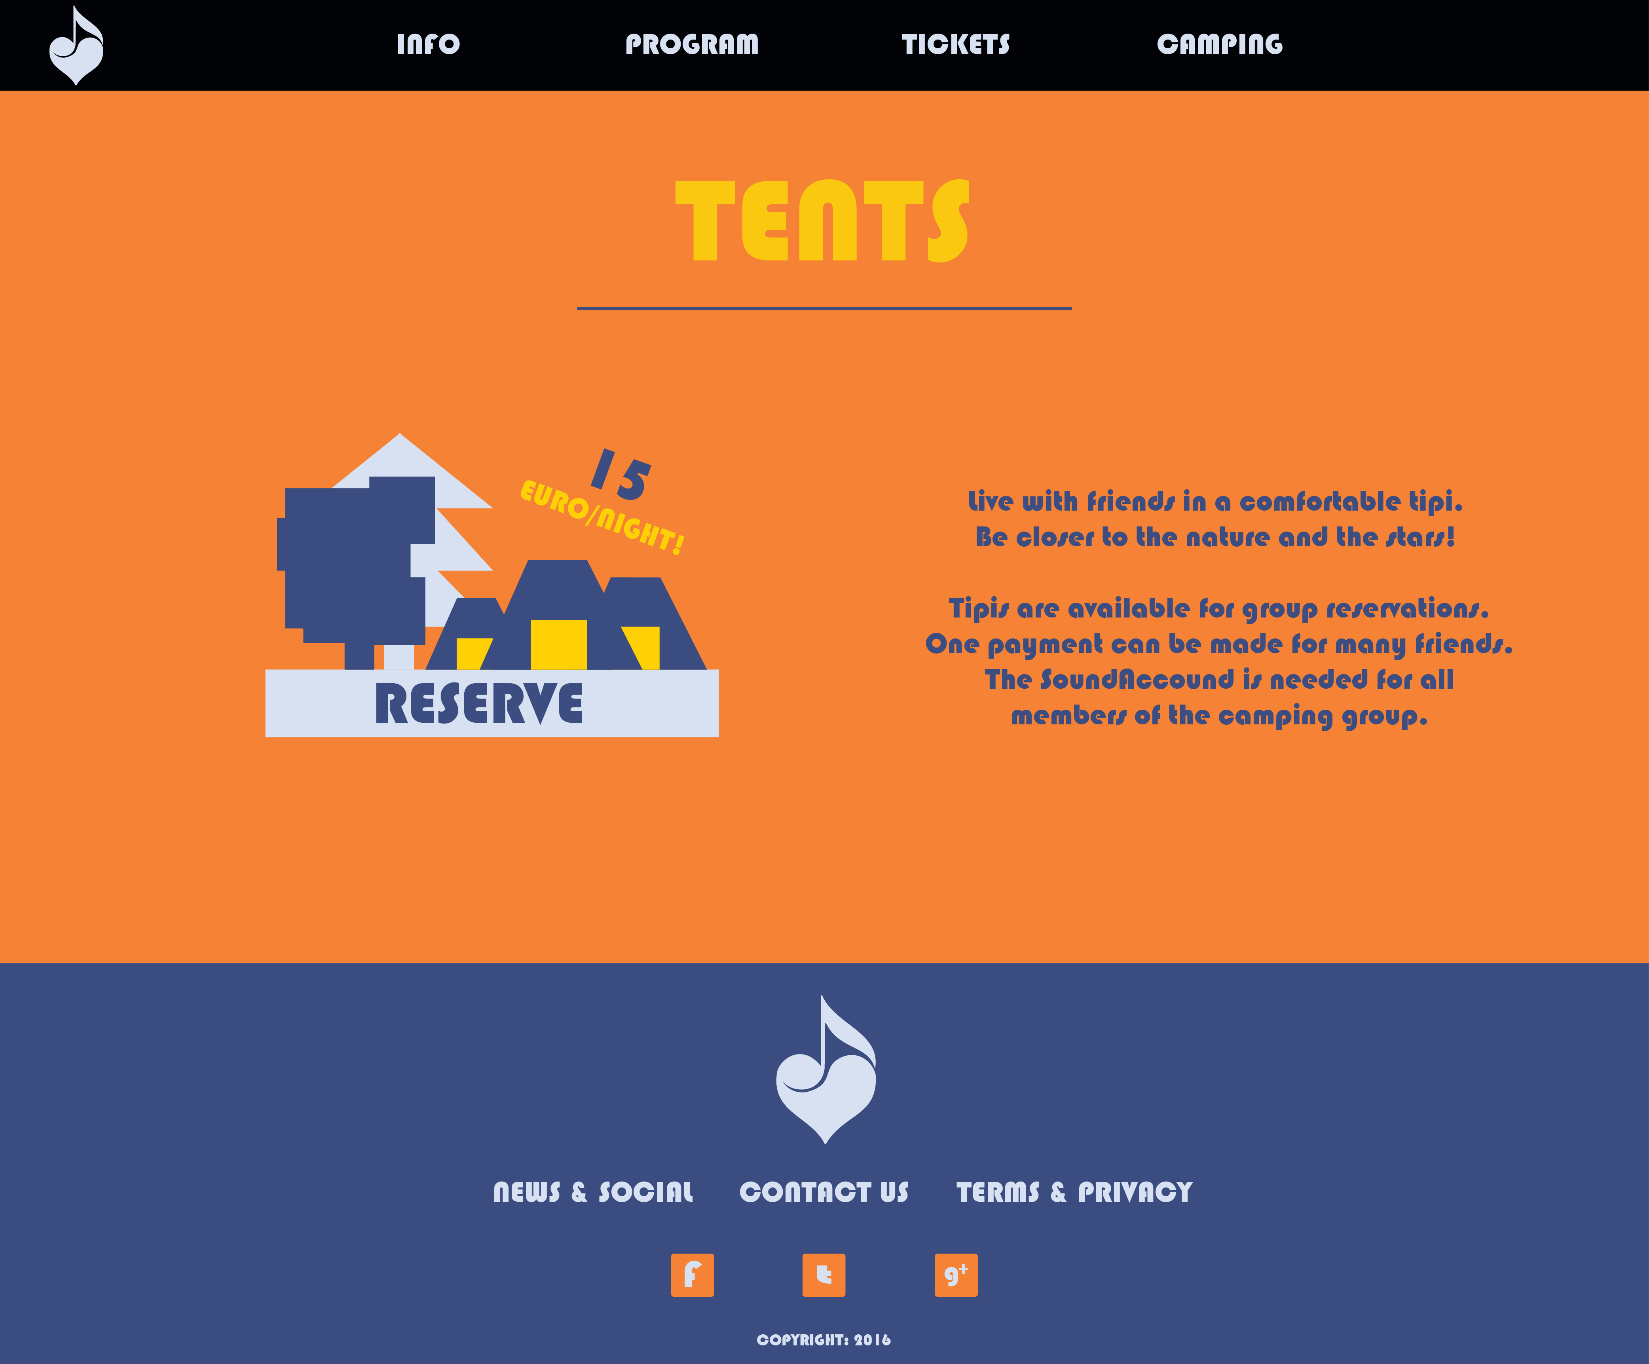 INFO PROGRAM TICKETS CAMPING
TENTS
15
EURO/NIGHT!
RESERVE
Live with friends in a comfortable tipi.
Be closer to the nature and the stars!
Tipis are available for group reservations.
One payment can be made for many friends.
The SoundAccound is needed for all
members of the camping group.
NEWS & SOCIAL CONTACT US TERMS & PRIVACY
f t g+
COPYRIGHT: 2016